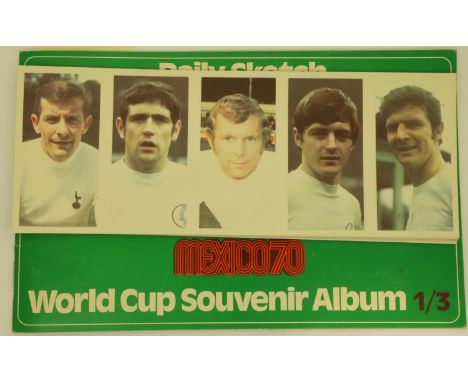 Daily Sketch
MEXICO70
World Cup Souvenir Album 1/3